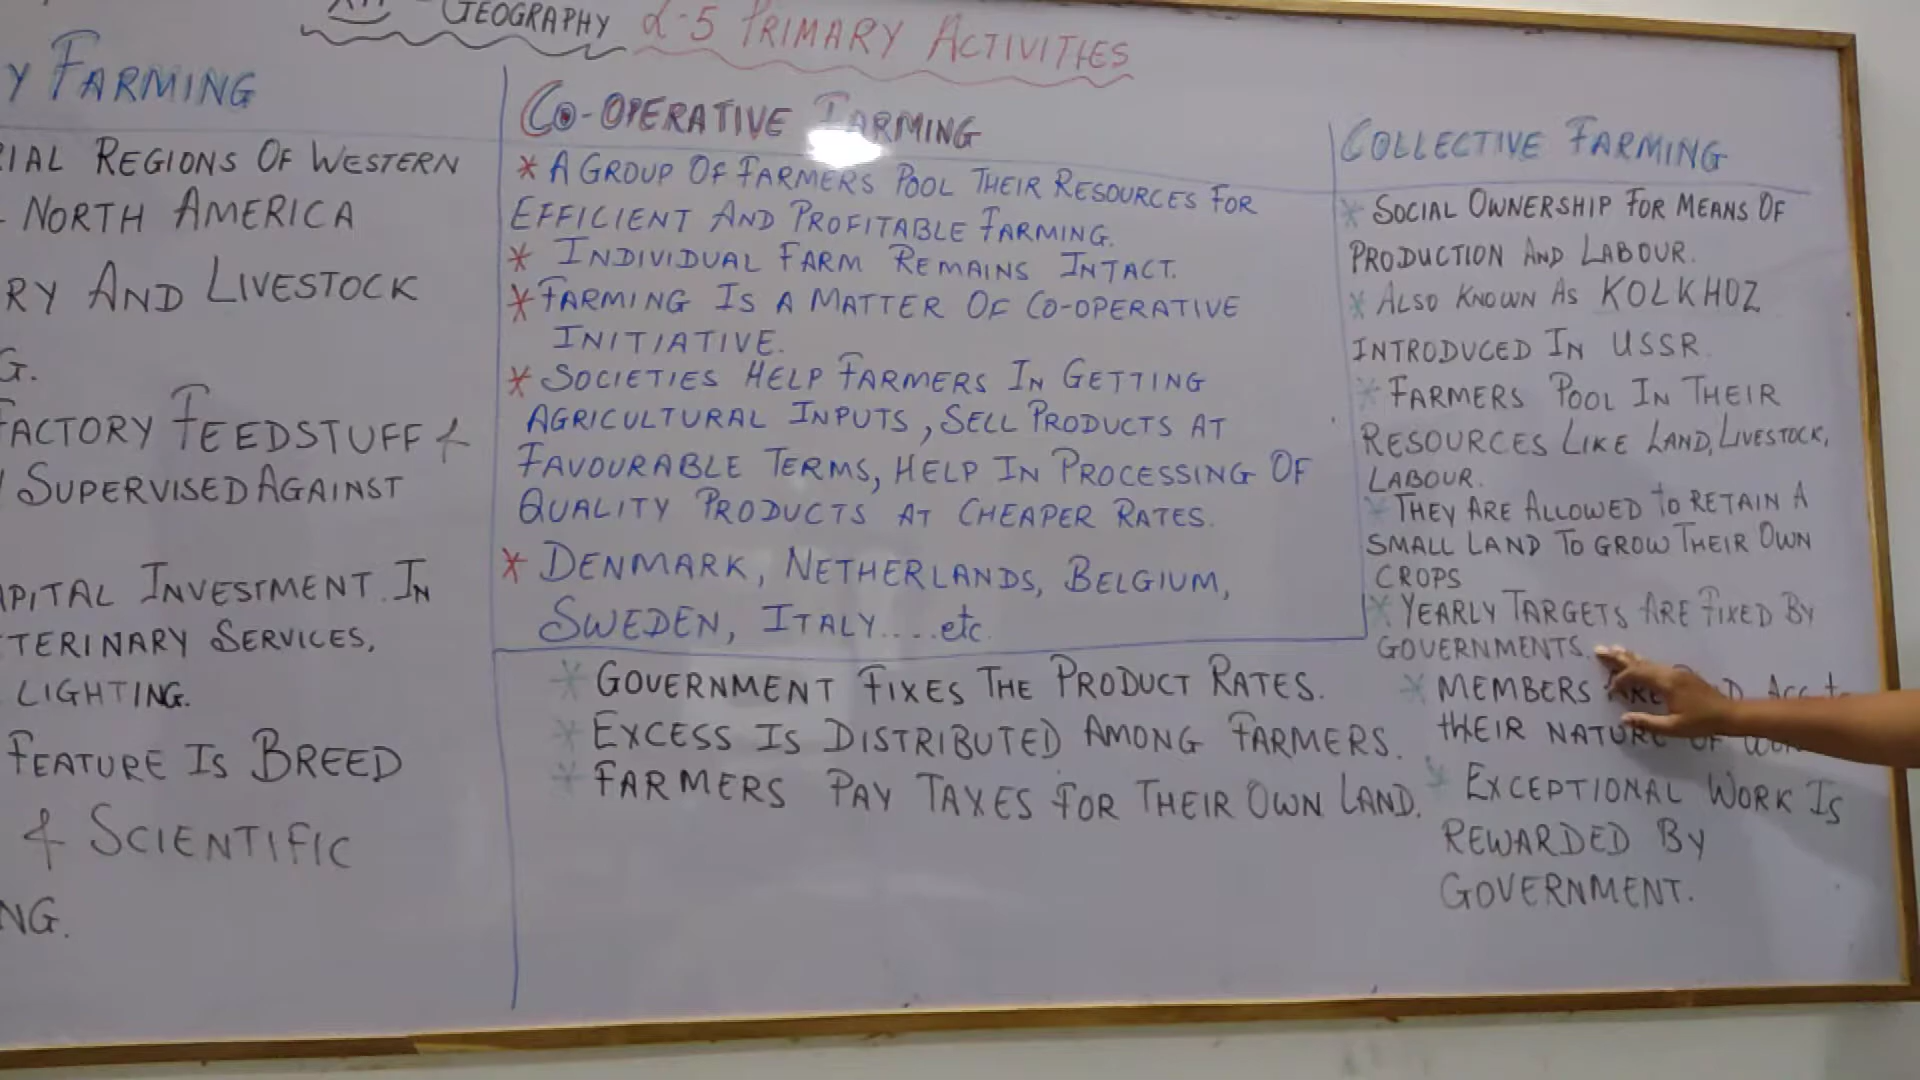 GEOGRAPHY L-5 PRIMARY ACTIVITIES
Y FARMING
IAL REGIONS OF WESTERN
- NORTH AMERICA
RY AND LIVESTOCK
G.
FACTORY FEEDSTUFF &
SUPERVISED AGAINST
APITAL INVESTMENT IN
TERINARY SERVICES,
LIGHTING.
FEATURE IS BREED
& SCIENTIFIC
NG.
CO-OPERATIVE FARMING
* A GROUP OF FARMERS POOL THEIR RESOURCES FOR
EFFICIENT AND PROFITABLE FARMING.
* INDIVIDUAL FARM REMAINS INTACT.
* FARMING IS A MATTER OF CO-OPERATIVE
INITIATIVE.
* SOCIETIES HELP FARMERS IN GETTING
AGRICULTURAL INPUTS, SELL PRODUCTS AT
FAVOURABLE TERMS, HELP IN PROCESSING OF
QUALITY PRODUCTS AT CHEAPER RATES.
* DENMARK, NETHERLANDS, BELGIUM,
SWEDEN, ITALY....etc.
COLLECTIVE FARMING
* SOCIAL OWNERSHIP FOR MEANS OF
PRODUCTION AND LABOUR.
* ALSO KNOWN AS KOLKHOZ
INTRODUCED IN USSR.
* FARMERS POOL IN THEIR
RESOURCES LIKE LAND, LIVESTOCK,
LABOUR.
* THEY ARE ALLOWED TO RETAIN A
SMALL LAND TO GROW THEIR OWN
CROPS
* YEARLY TARGETS ARE FIXED BY
GOVERNMENTS.
* MEMBERS ARE ACC to
tHEIR NATURE OF
* EXCEPTIONAL WORK IS
REWARDED BY
GOVERNMENT.
* GOVERNMENT FIXES THE PRODUCT RATES.
* EXCESS IS DISTRIBUTED AMONG FARMERS.
* FARMERS PAY TAXES FOR THEIR OWN LAND.